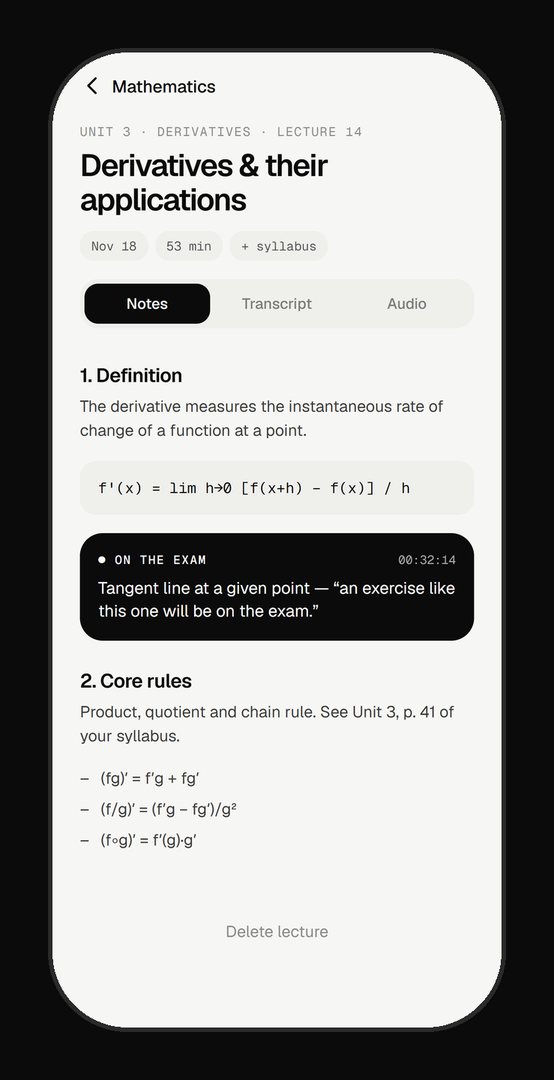 Mathematics
UNIT 3 · DERIVATIVES · LECTURE 14
Derivatives & their
applications
Nov 18 53 min + syllabus
Notes Transcript Audio
1. Definition
The derivative measures the instantaneous rate of
change of a function at a point.
f'(x) = lim h→0 [f(x+h) − f(x)] / h
ON THE EXAM 00:32:14
Tangent line at a given point — “an exercise like
this one will be on the exam.”
2. Core rules
Product, quotient and chain rule. See Unit 3, p. 41 of
your syllabus.
– (fg)′ = f′g + fg′
– (f/g)′ = (f′g − fg′)/g²
– (f∘g)′ = f′(g)·g′
Delete lecture